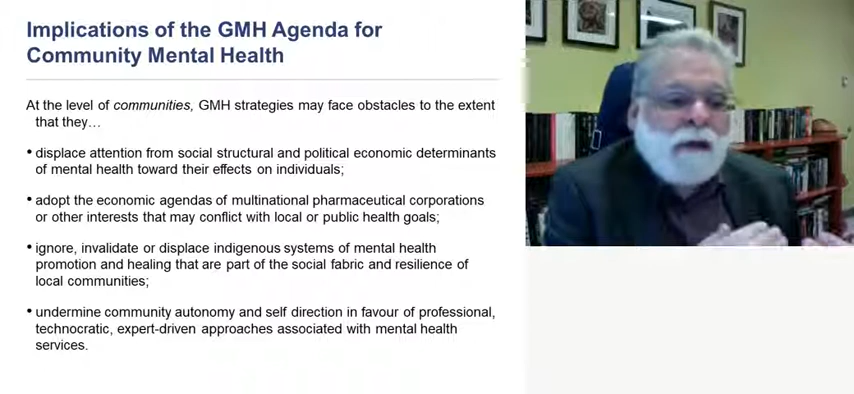 Implications of the GMH Agenda for
Community Mental Health
At the level of communities, GMH strategies may face obstacles to the extent
that they…
• displace attention from social structural and political economic determinants
of mental health toward their effects on individuals;
• adopt the economic agendas of multinational pharmaceutical corporations
or other interests that may conflict with local or public health goals;
• ignore, invalidate or displace indigenous systems of mental health
promotion and healing that are part of the social fabric and resilience of
local communities;
• undermine community autonomy and self direction in favour of professional,
technocratic, expert-driven approaches associated with mental health
services.